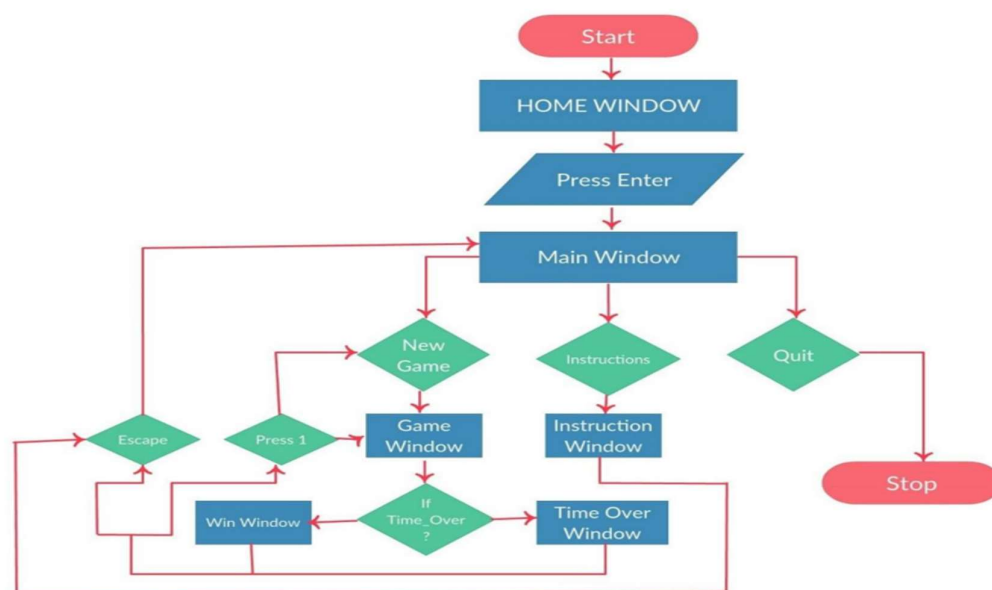 Start
HOME WINDOW
Press Enter
Main Window
New
Game
Instructions
Quit
Escape
Press 1
Game
Window
Instruction
Window
Stop
Win Window
If
Time_Over
?
Time Over
Window